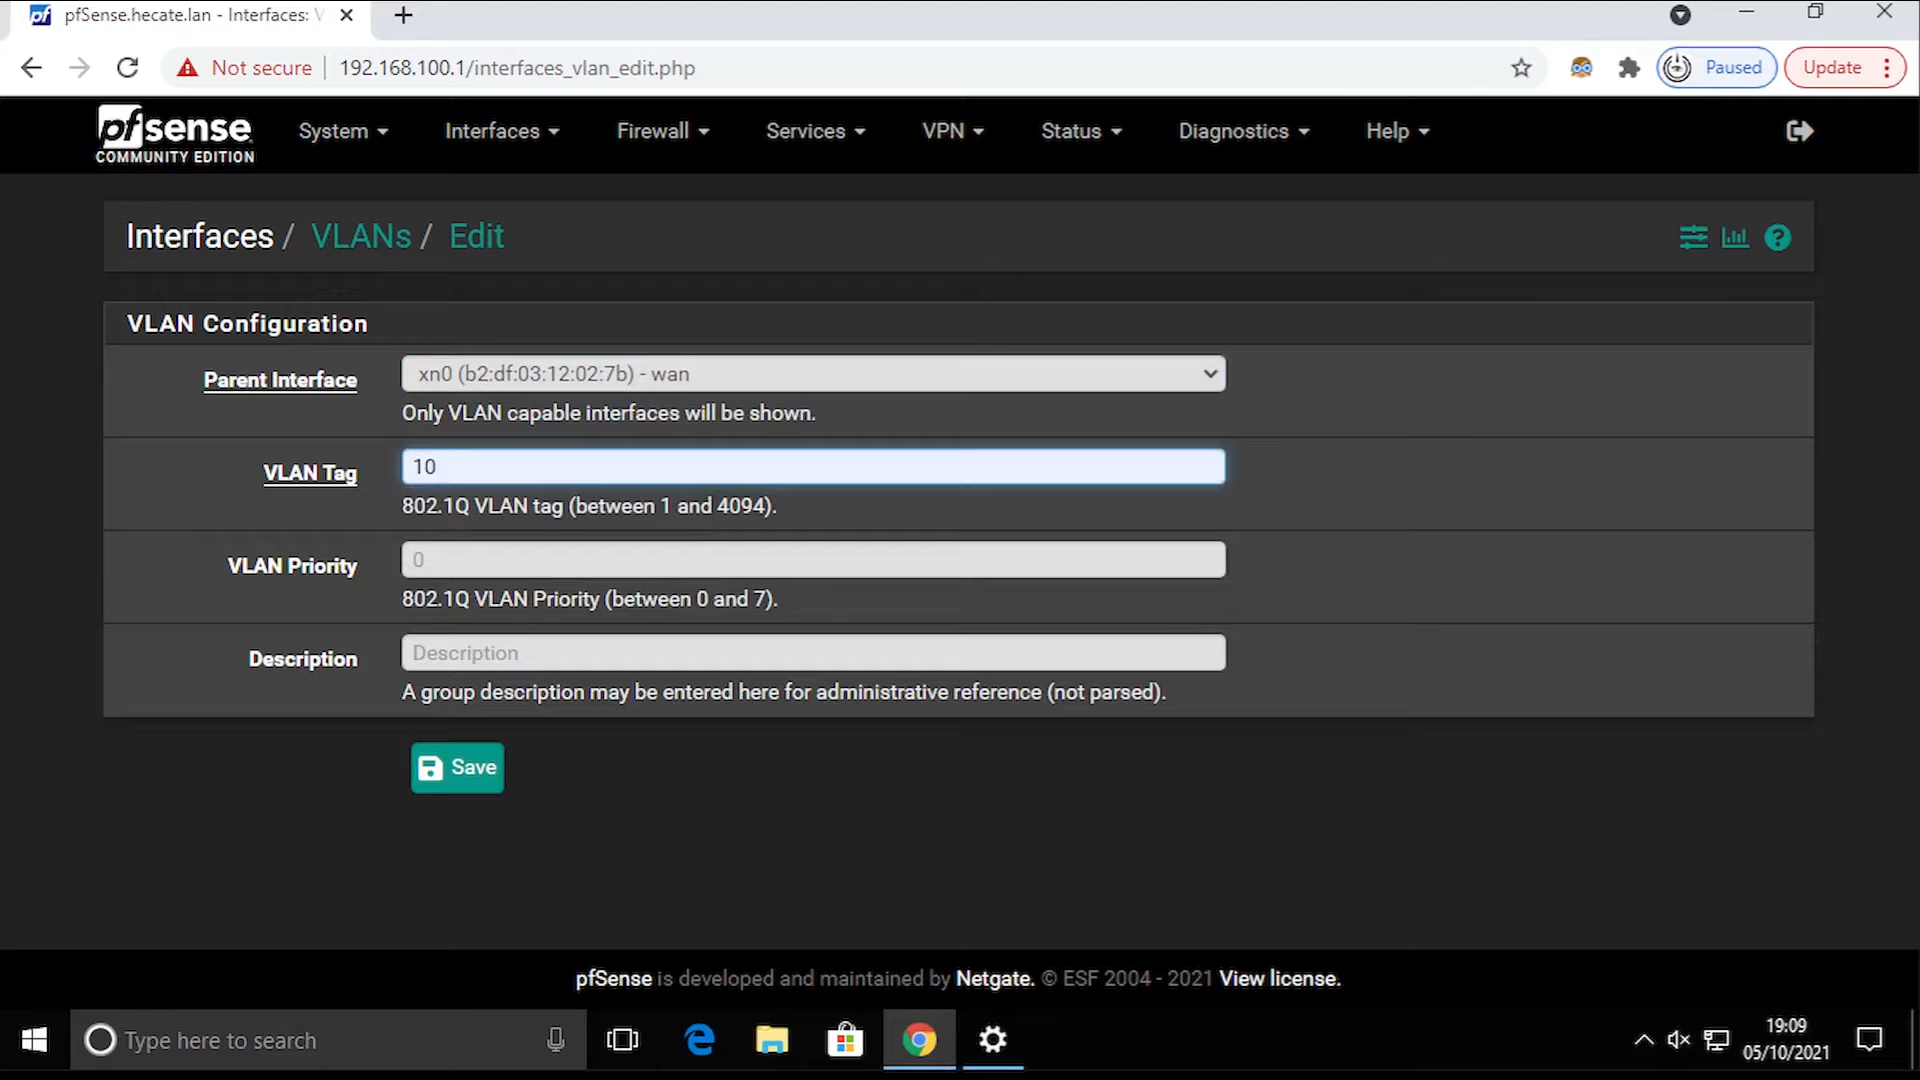 pfSense.hecate.lan - Interfaces: V
Not secure
192.168.100.1/interfaces_vlan_edit.php
Paused
Update
pfsense
COMMUNITY EDITION
System
Interfaces
Firewall
Services
VPN
Status
Diagnostics
Help
Interfaces / VLANs / Edit
VLAN Configuration
Parent Interface
xn0 (b2:df:03:12:02:7b) - wan
Only VLAN capable interfaces will be shown.
VLAN Tag
10
802.1Q VLAN tag (between 1 and 4094).
VLAN Priority
0
802.1Q VLAN Priority (between 0 and 7).
Description
Description
A group description may be entered here for administrative reference (not parsed).
Save
pfSense is developed and maintained by Netgate. © ESF 2004 - 2021 View license.
Type here to search
19:09
05/10/2021